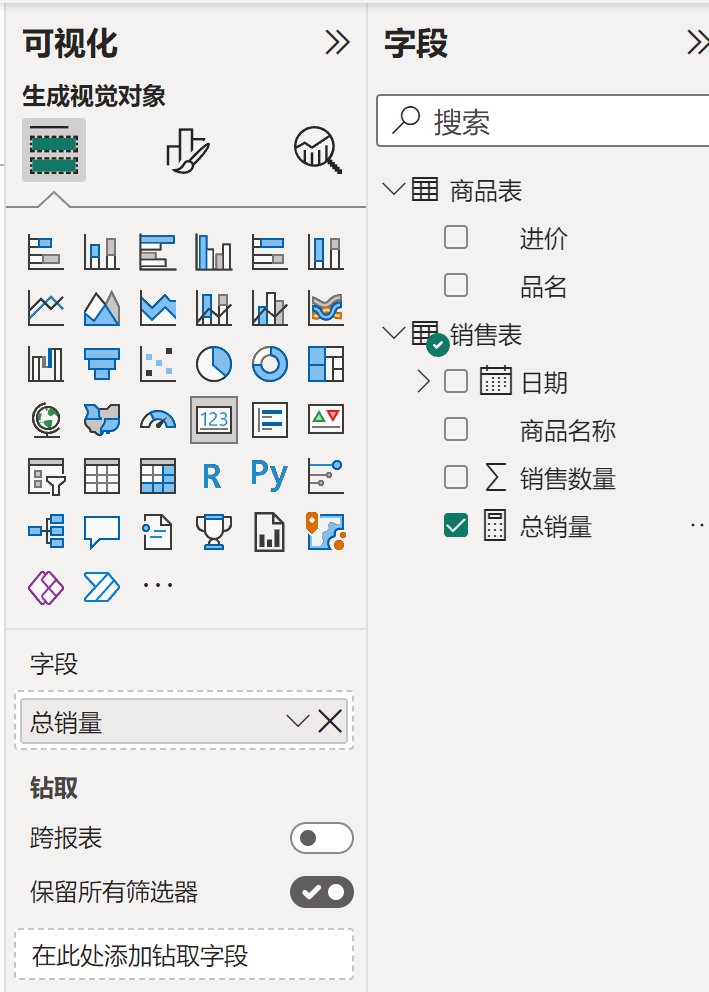 可视化
生成视觉对象
123
R
Py
字段
总销量
钻取
跨报表
保留所有筛选器
在此处添加钻取字段
字段
搜索
商品表
进价
品名
销售表
日期
商品名称
销售数量
总销量